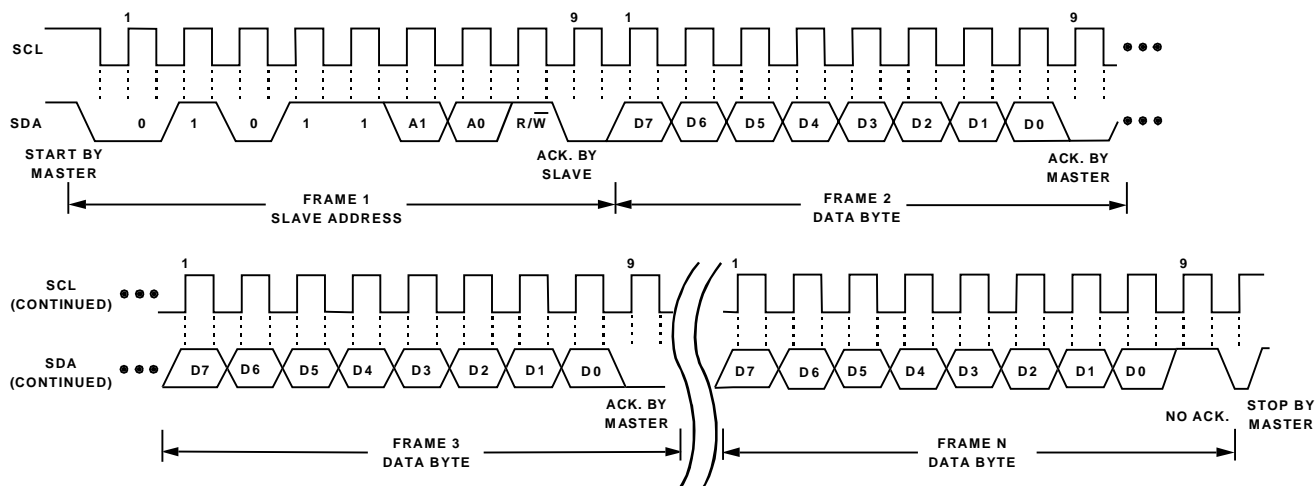 1 9 1 9
SCL
SDA 0 1 0 1 1 A1 A0 R/W̅ D7 D6 D5 D4 D3 D2 D1 D0
START BY MASTER
ACK. BY SLAVE
ACK. BY MASTER
FRAME 1
SLAVE ADDRESS
FRAME 2
DATA BYTE
1 9 1 9
SCL
(CONTINUED)
SDA
(CONTINUED)
D7 D6 D5 D4 D3 D2 D1 D0
D7 D6 D5 D4 D3 D2 D1 D0
ACK. BY
MASTER
NO ACK.
STOP BY
MASTER
FRAME 3
DATA BYTE
FRAME N
DATA BYTE